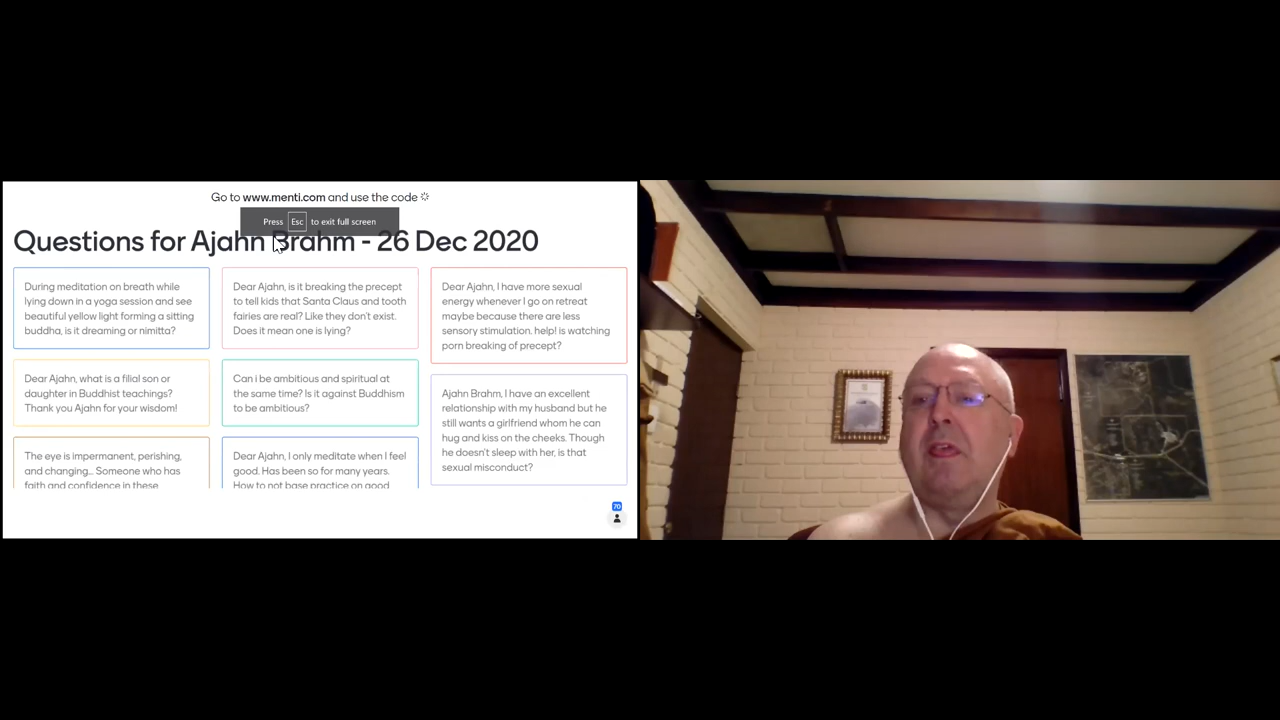 Go to www.menti.com and use the code
Press Esc to exit full screen
Questions for Ajahn Brahm - 26 Dec 2020
During meditation on breath while
lying down in a yoga session and see
beautiful yellow light forming a sitting
buddha, is it dreaming or nimitta?
Dear Ajahn, what is a filial son or
daughter in Buddhist teachings?
Thank you Ajahn for your wisdom!
The eye is impermanent, perishing,
and changing... Someone who has
faith and confidence in these
Dear Ajahn, is it breaking the precept
to tell kids that Santa Claus and tooth
fairies are real? Like they don't exist.
Does it mean one is lying?
Can i be ambitious and spiritual at
the same time? Is it against Buddhism
to be ambitious?
Dear Ajahn, I only meditate when I feel
good. Has been so for many years.
How to not base practice on good
Dear Ajahn, I have more sexual
energy whenever I go on retreat
maybe because there are less
sensory stimulation. help! is watching
porn breaking of precept?
Ajahn Brahm, I have an excellent
relationship with my husband but he
still wants a girlfriend whom he can
hug and kiss on the cheeks. Though
he doesn't sleep with her, is that
sexual misconduct?
70